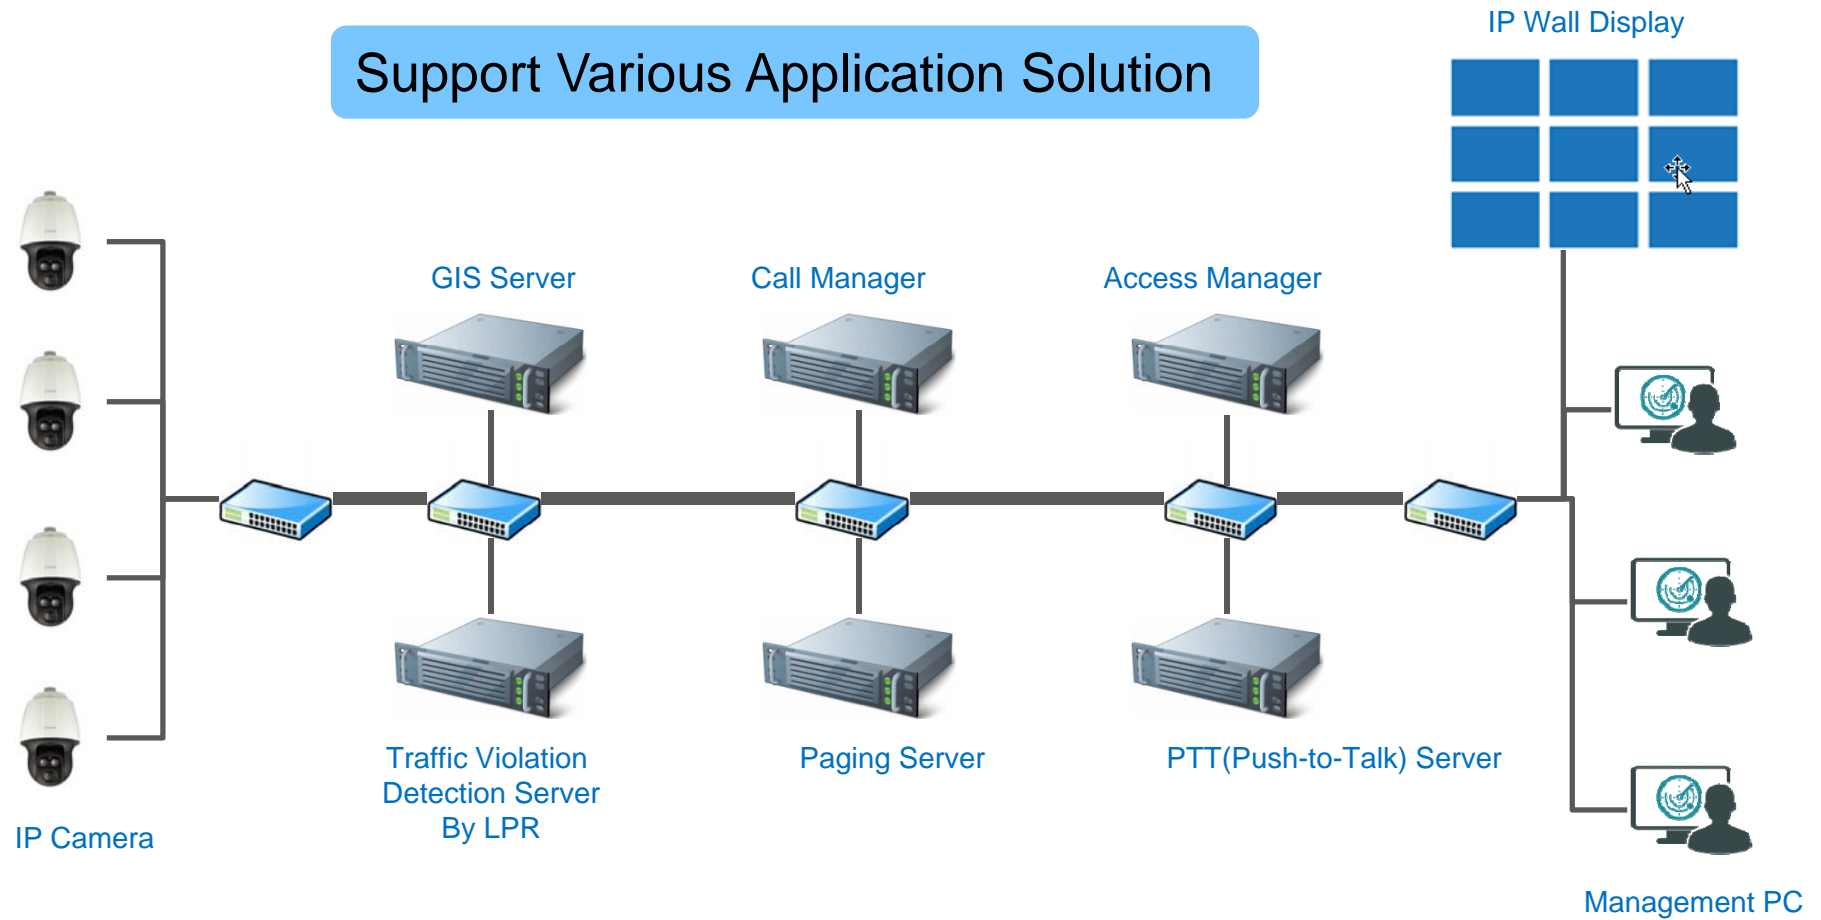 IP Wall Display
Support Various Application Solution
GIS Server
Call Manager
Access Manager
Traffic Violation
Detection Server
By LPR
Paging Server
PTT(Push-to-Talk) Server
IP Camera
Management PC